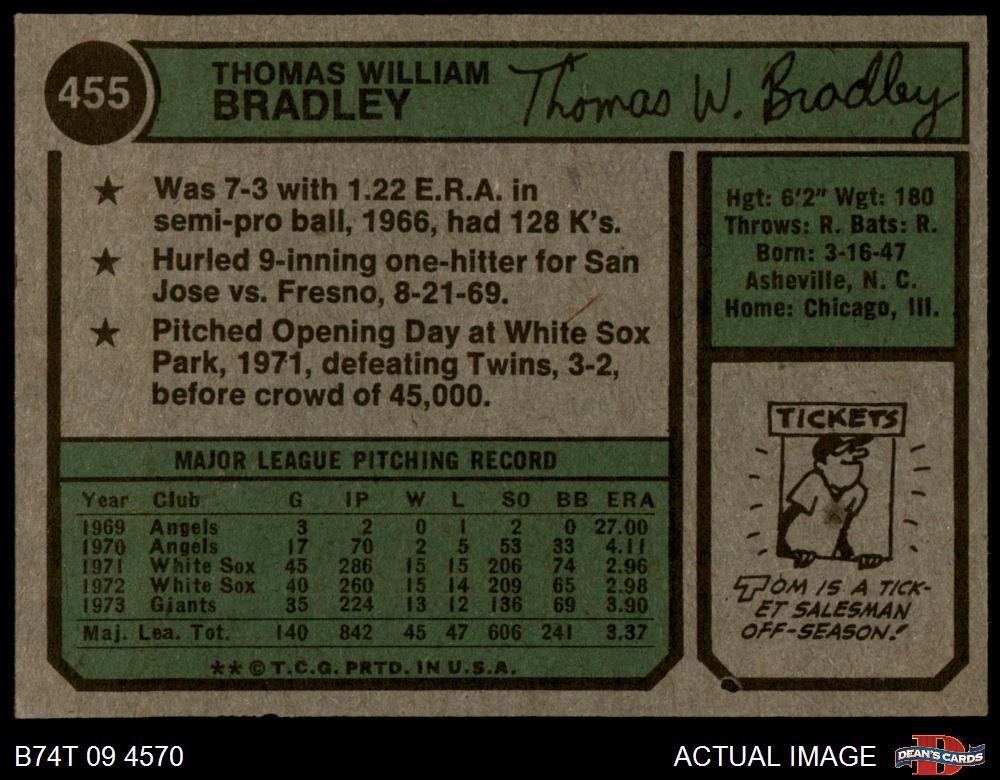 455
THOMAS WILLIAM
BRADLEY
Thomas W. Bradley
★ Was 7-3 with 1.22 E.R.A. in
semi-pro ball, 1966, had 128 K's.
★ Hurled 9-inning one-hitter for San
Jose vs. Fresno, 8-21-69.
★ Pitched Opening Day at White Sox
Park, 1971, defeating Twins, 3-2,
before crowd of 45,000.
Hgt: 6'2" Wgt: 180
Throws: R. Bats: R.
Born: 3-16-47
Asheville, N. C.
Home: Chicago, Ill.
MAJOR LEAGUE PITCHING RECORD
Year Club G IP W L SO BB ERA
1969 Angels 3 2 0 1 2 0 27.00
1970 Angels 17 70 2 5 53 33 4.11
1971 White Sox 45 286 15 15 206 74 2.96
1972 White Sox 40 260 15 14 209 65 2.98
1973 Giants 35 224 13 12 136 69 3.90
Maj. Lea. Tot. 140 842 45 47 606 241 3.37
★★ © T.C.G. PRTD. IN U.S.A.
TICKETS
TOM IS A TICK-
ET SALESMAN
OFF-SEASON!
B74T 09 4570
ACTUAL IMAGE
D
DEAN'S CARDS